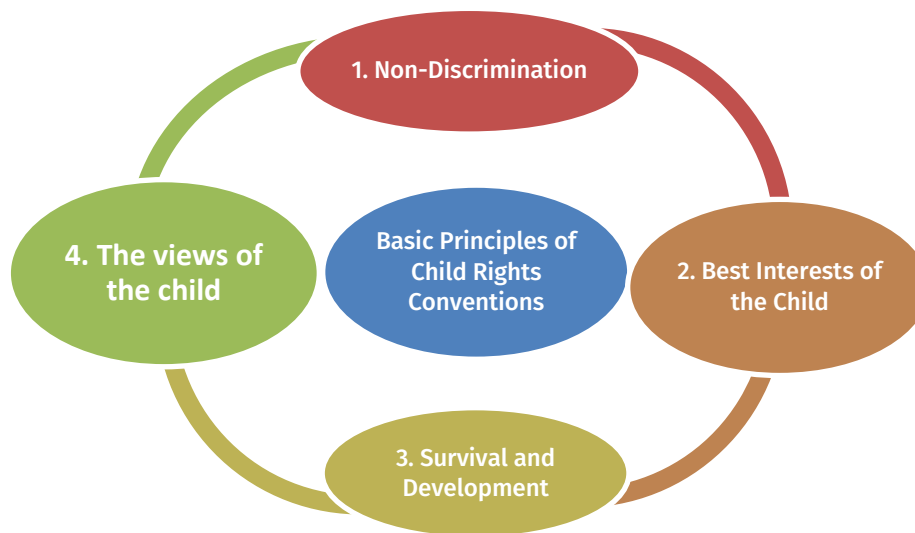 1. Non-Discrimination
4. The views of
the child
Basic Principles of
Child Rights
Conventions
2. Best Interests of
the Child
3. Survival and
Development